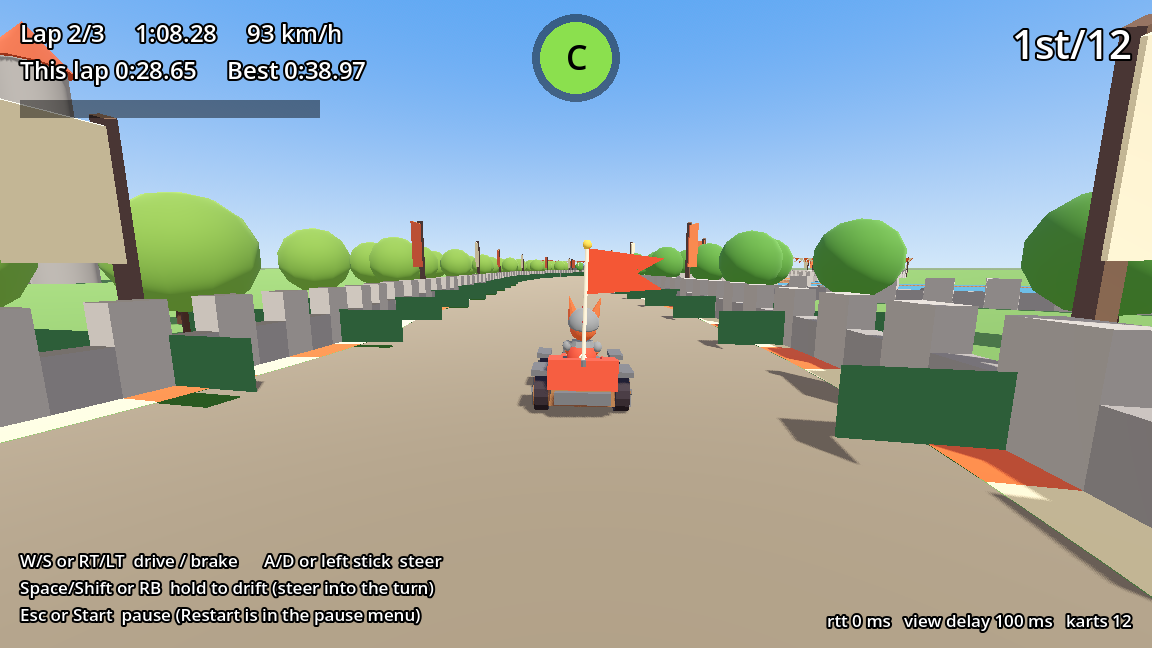 Lap 2/3 1:08.28 93 km/h
This lap 0:28.65 Best 0:38.97
C
1st/12
W/S or RT/LT drive / brake A/D or left stick steer
Space/Shift or RB hold to drift (steer into the turn)
Esc or Start pause (Restart is in the pause menu)
rtt 0 ms view delay 100 ms karts 12